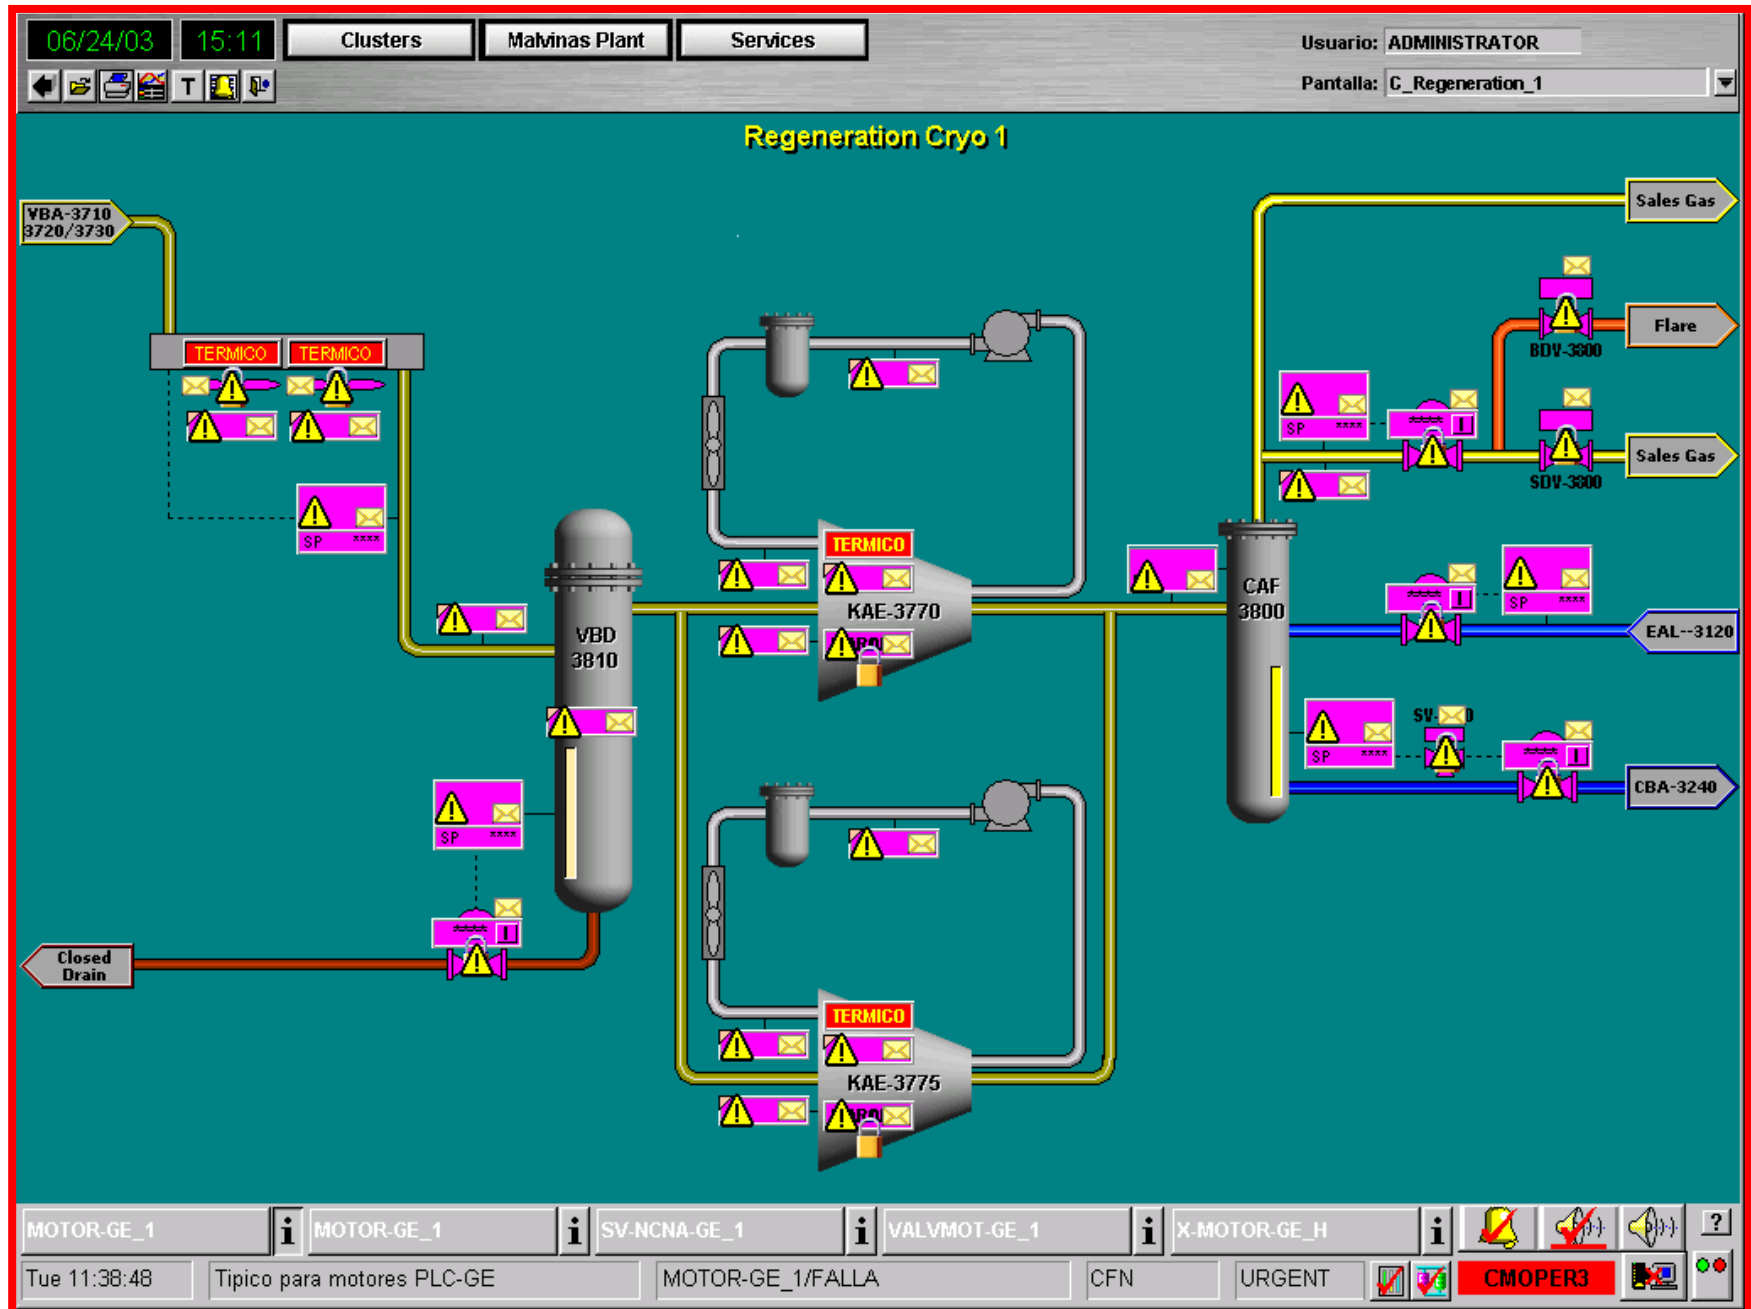 06/24/03 15:11 Clusters Malvinas Plant Services
Usuario: ADMINISTRATOR
T
Pantalla: C_Regeneration_1
Regeneration Cryo 1
Sales Gas
VBA-3710
3720/3730
Flare
BDV-3800
TERMICO TERMICO
SP ****
****
I
Sales Gas
SDV-3800
SP ****
TERMICO
CAF
3800
KAE-3770
VBD
3810
****
I
SP ****
EAL--3120
SP ****
****
I
CBA-3240
SP ****
****
I
Closed
Drain
TERMICO
KAE-3775
MOTOR-GE_1 i MOTOR-GE_1 i SV-NCNA-GE_1 i VALVMOT-GE_1 i X-MOTOR-GE_H i ?
Tue 11:38:48 Tipico para motores PLC-GE MOTOR-GE_1/FALLA CFN URGENT CMOPER3